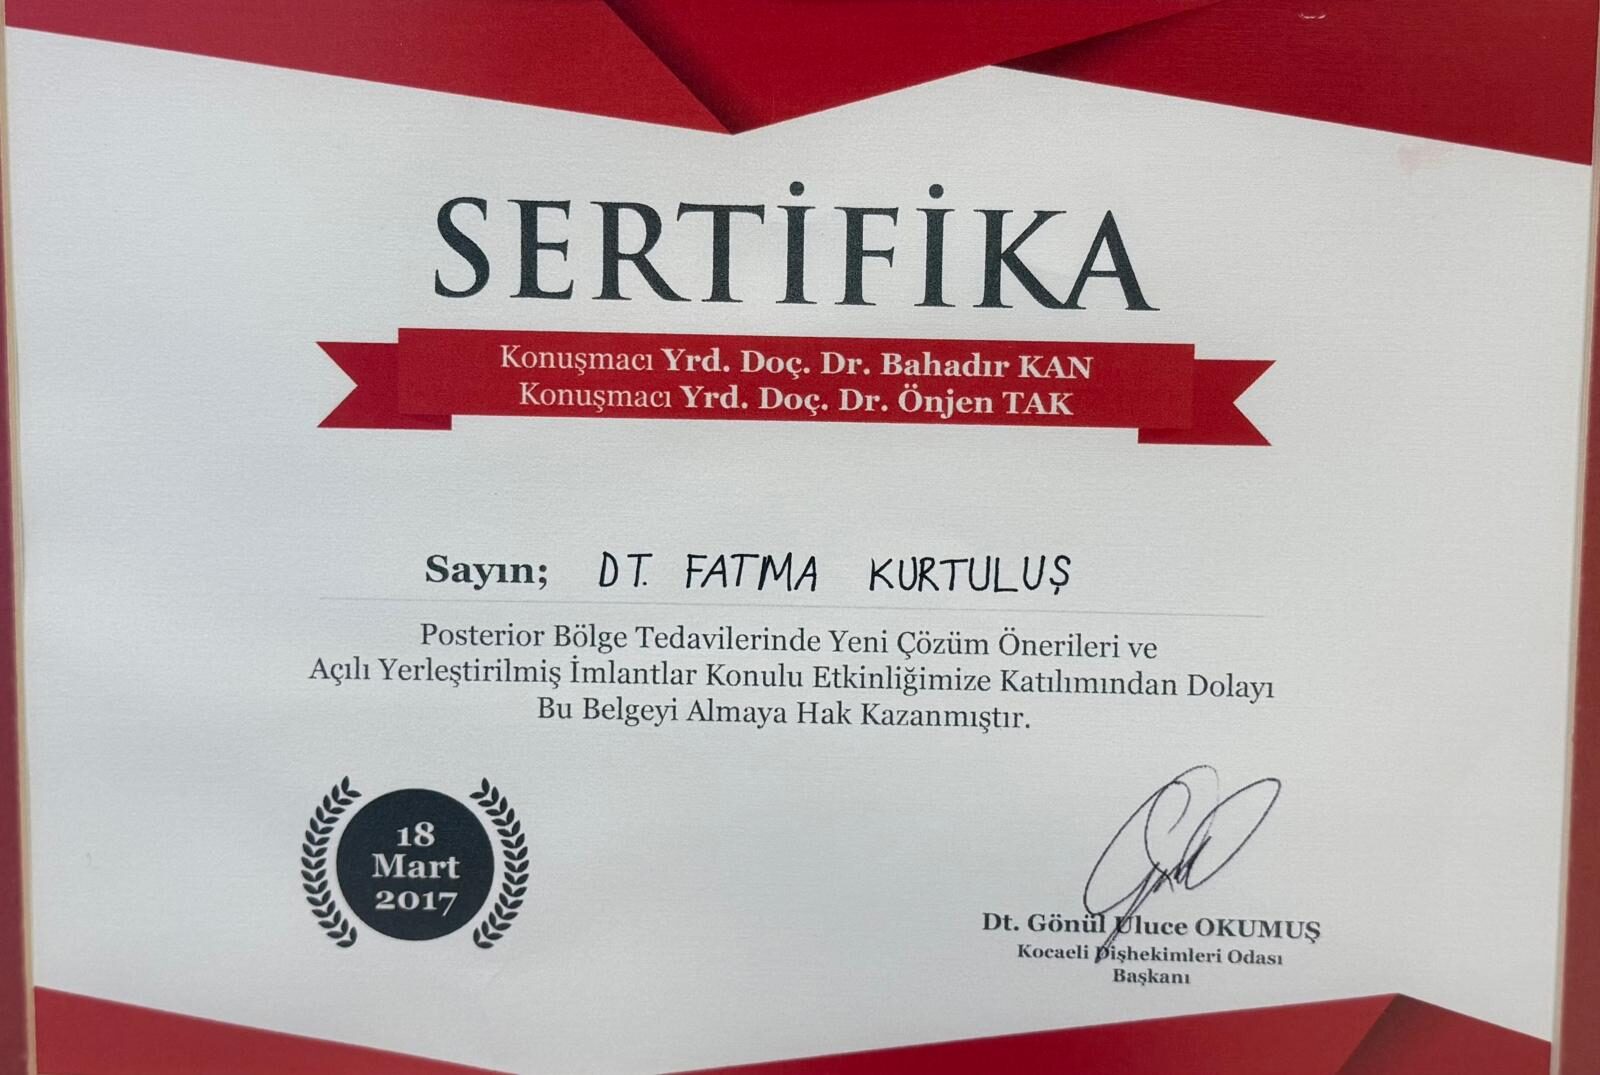 SERTİFİKA
Konuşmacı Yrd. Doç. Dr. Bahadır KAN
Konuşmacı Yrd. Doç. Dr. Önjen TAK
Sayın; DT. FATMA KURTULUŞ
Posterior Bölge Tedavilerinde Yeni Çözüm Önerileri ve
Açılı Yerleştirilmiş İmlantlar Konulu Etkinliğimize Katılımından Dolayı
Bu Belgeyi Almaya Hak Kazanmıştır.
18
Mart
2017
Dt. Gönül Uluce OKUMUŞ
Kocaeli Dişhekimleri Odası
Başkanı